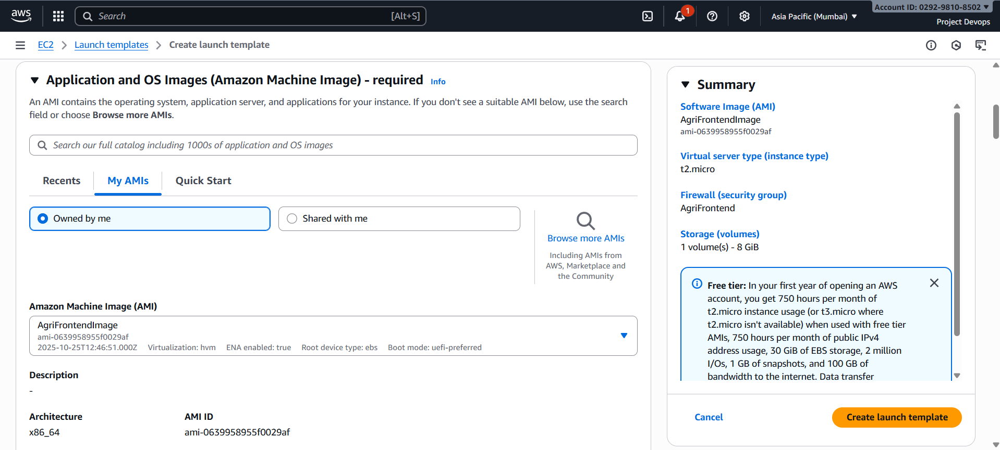 aws
Search
[Alt+S]
1
Asia Pacific (Mumbai)
Account ID: 0292-9810-8502
Project Devops
EC2
Launch templates
Create launch template
Application and OS Images (Amazon Machine Image) - required
Info
An AMI contains the operating system, application server, and applications for your instance. If you don't see a suitable AMI below, use the search
field or choose Browse more AMIs.
Search our full catalog including 1000s of application and OS images
Recents
My AMIs
Quick Start
Owned by me
Shared with me
Browse more AMIs
Including AMIs from
AWS, Marketplace and
the Community
Amazon Machine Image (AMI)
AgriFrontendImage
ami-0639958955f0029af
2025-10-25T12:46:51.000Z Virtualization: hvm ENA enabled: true Root device type: ebs Boot mode: uefi-preferred
Description
-
Architecture
x86_64
AMI ID
ami-0639958955f0029af
Summary
Software Image (AMI)
AgriFrontendImage
ami-0639958955f0029af
Virtual server type (instance type)
t2.micro
Firewall (security group)
AgriFrontend
Storage (volumes)
1 volume(s) - 8 GiB
Free tier: In your first year of opening an AWS
account, you get 750 hours per month of
t2.micro instance usage (or t3.micro where
t2.micro isn't available) when used with free tier
AMIs, 750 hours per month of public IPv4
address usage, 30 GiB of EBS storage, 2 million
I/Os, 1 GB of snapshots, and 100 GB of
bandwidth to the internet. Data transfer
Cancel
Create launch template